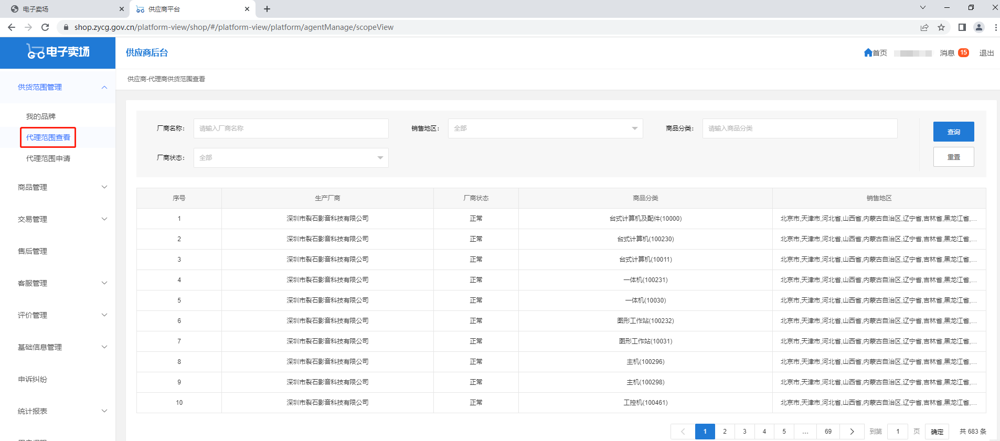 电子卖场
供应商平台
shop.zycg.gov.cn/platform-view/shop/#/platform-view/platform/agentManage/scopeView
GC电子卖场
供应商后台
首页 消息 15 退出
供应商-代理商供货范围查看
供货范围管理
我的品牌
代理范围查看
代理范围申请
商品管理
交易管理
售后管理
客服管理
评价管理
基础信息管理
申诉纠纷
统计报表
厂商名称: 请输入厂商名称 销售地区: 全部 商品分类: 请输入商品分类 查询
厂商状态: 全部 重置
序号 生产厂商 厂商状态 商品分类 销售地区
1 深圳市裂石影音科技有限公司 正常 台式计算机及配件(10000) 北京市,天津市,河北省,山西省,内蒙古自治区,辽宁省,吉林省,黑龙江省,...
2 深圳市裂石影音科技有限公司 正常 台式计算机(100230) 北京市,天津市,河北省,山西省,内蒙古自治区,辽宁省,吉林省,黑龙江省,...
3 深圳市裂石影音科技有限公司 正常 台式计算机(10011) 北京市,天津市,河北省,山西省,内蒙古自治区,辽宁省,吉林省,黑龙江省,...
4 深圳市裂石影音科技有限公司 正常 一体机(100231) 北京市,天津市,河北省,山西省,内蒙古自治区,辽宁省,吉林省,黑龙江省,...
5 深圳市裂石影音科技有限公司 正常 一体机(10030) 北京市,天津市,河北省,山西省,内蒙古自治区,辽宁省,吉林省,黑龙江省,...
6 深圳市裂石影音科技有限公司 正常 图形工作站(100232) 北京市,天津市,河北省,山西省,内蒙古自治区,辽宁省,吉林省,黑龙江省,...
7 深圳市裂石影音科技有限公司 正常 图形工作站(10031) 北京市,天津市,河北省,山西省,内蒙古自治区,辽宁省,吉林省,黑龙江省,...
8 深圳市裂石影音科技有限公司 正常 主机(100296) 北京市,天津市,河北省,山西省,内蒙古自治区,辽宁省,吉林省,黑龙江省,...
9 深圳市裂石影音科技有限公司 正常 主机(100298) 北京市,天津市,河北省,山西省,内蒙古自治区,辽宁省,吉林省,黑龙江省,...
10 深圳市裂石影音科技有限公司 正常 工控机(100461) 北京市,天津市,河北省,山西省,内蒙古自治区,辽宁省,吉林省,黑龙江省,...
1 2 3 4 5 ... 69 到第 1 页 确定 共 683 条